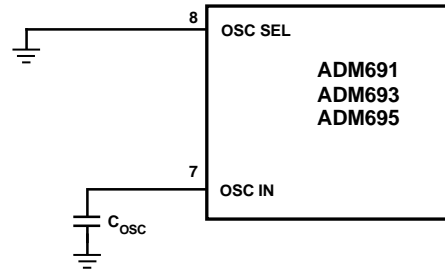 8
OSC SEL
ADM691
ADM693
ADM695
7
OSC IN
COSC